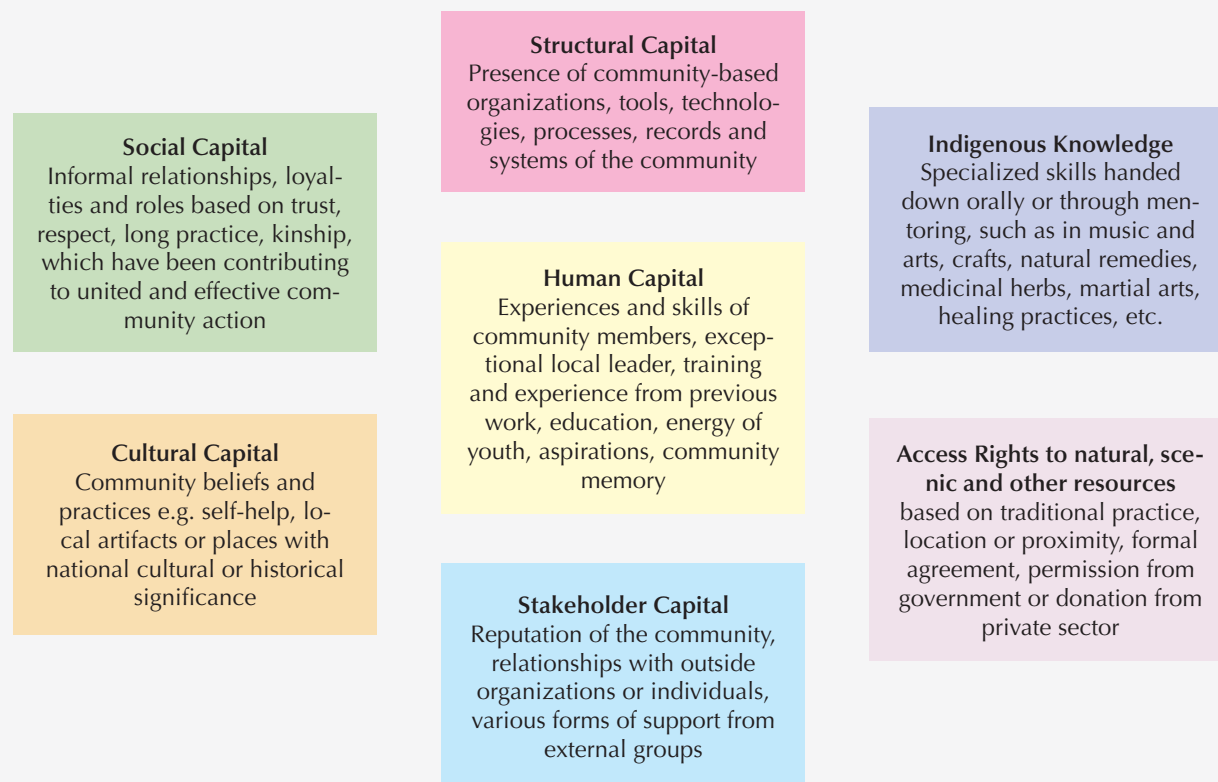 Structural Capital
Presence of community-based
organizations, tools, technolo-
gies, processes, records and
systems of the community
Social Capital
Informal relationships, loyal-
ties and roles based on trust,
respect, long practice, kinship,
which have been contributing
to united and effective com-
munity action
Indigenous Knowledge
Specialized skills handed
down orally or through men-
toring, such as in music and
arts, crafts, natural remedies,
medicinal herbs, martial arts,
healing practices, etc.
Human Capital
Experiences and skills of
community members, excep-
tional local leader, training
and experience from previous
work, education, energy of
youth, aspirations, community
memory
Cultural Capital
Community beliefs and
practices e.g. self-help, lo-
cal artifacts or places with
national cultural or historical
significance
Access Rights to natural, sce-
nic and other resources
based on traditional practice,
location or proximity, formal
agreement, permission from
government or donation from
private sector
Stakeholder Capital
Reputation of the community,
relationships with outside
organizations or individuals,
various forms of support from
external groups